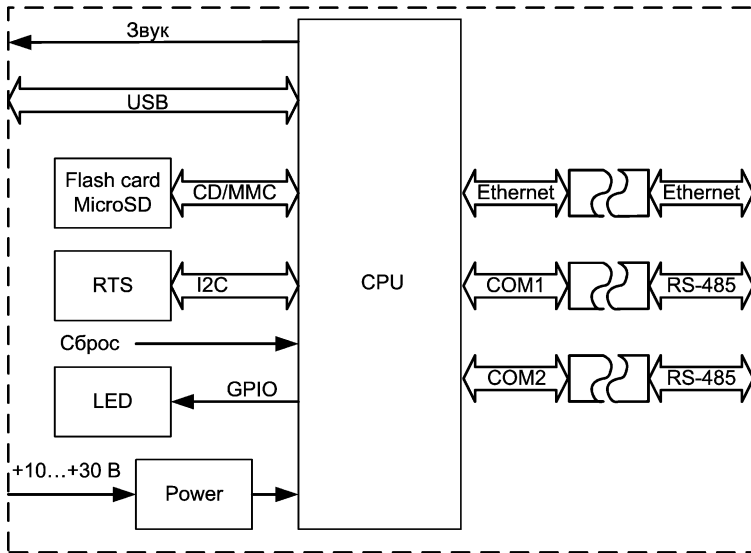 Звук
USB
Flash card
MicroSD
CD/MMC
Ethernet
Ethernet
RTS
I2C
CPU
COM1
RS-485
Сброс
COM2
RS-485
LED
GPIO
+10...+30 В
Power